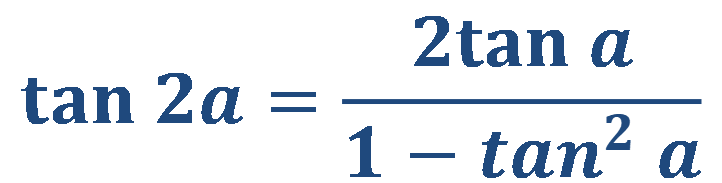 tan 2a = 2tan a / 1 − tan² a